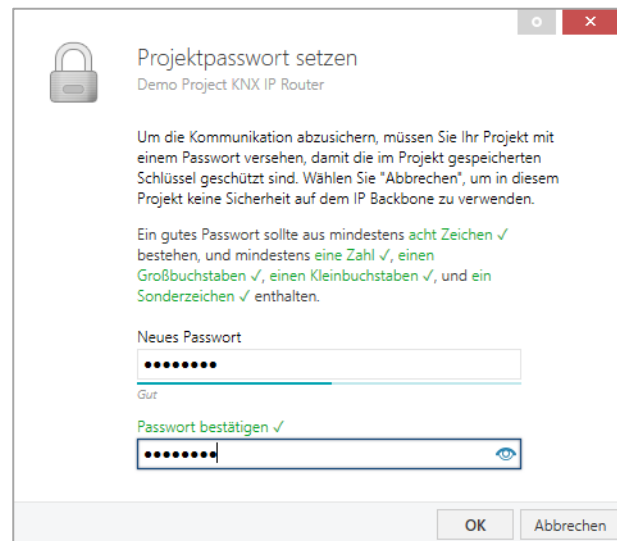 Projektpasswort setzen
Demo Project KNX IP Router
Um die Kommunikation abzusichern, müssen Sie Ihr Projekt mit
einem Passwort versehen, damit die im Projekt gespeicherten
Schlüssel geschützt sind. Wählen Sie "Abbrechen", um in diesem
Projekt keine Sicherheit auf dem IP Backbone zu verwenden.
Ein gutes Passwort sollte aus mindestens acht Zeichen ✓
bestehen, und mindestens eine Zahl ✓, einen
Großbuchstaben ✓, einen Kleinbuchstaben ✓, und ein
Sonderzeichen ✓ enthalten.
Neues Passwort
●●●●●●●●
Gut
Passwort bestätigen ✓
●●●●●●●●
OK Abbrechen